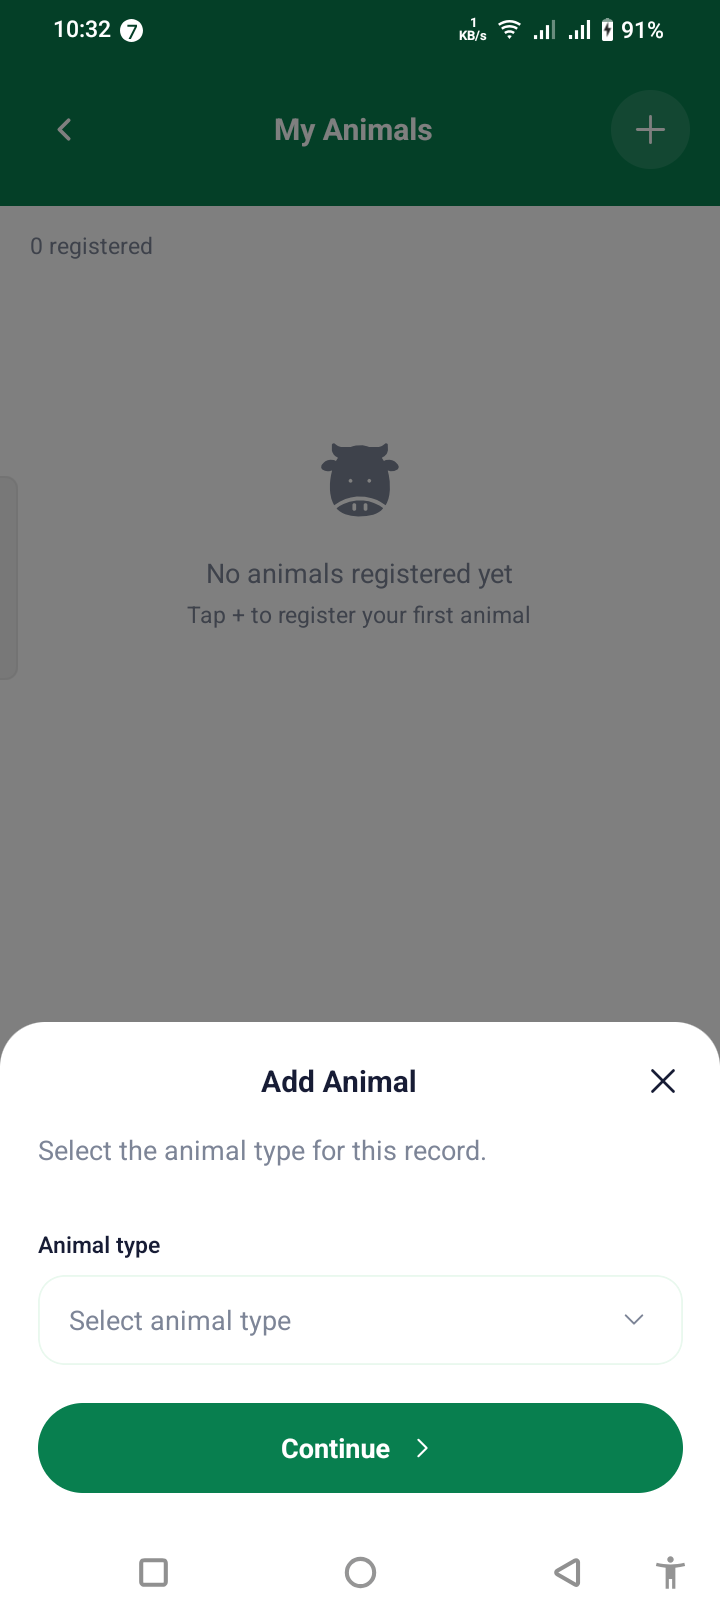 10:32 7 1 KB/s 91%
My Animals
0 registered
No animals registered yet
Tap + to register your first animal
Add Animal
Select the animal type for this record.
Animal type
Select animal type
Continue